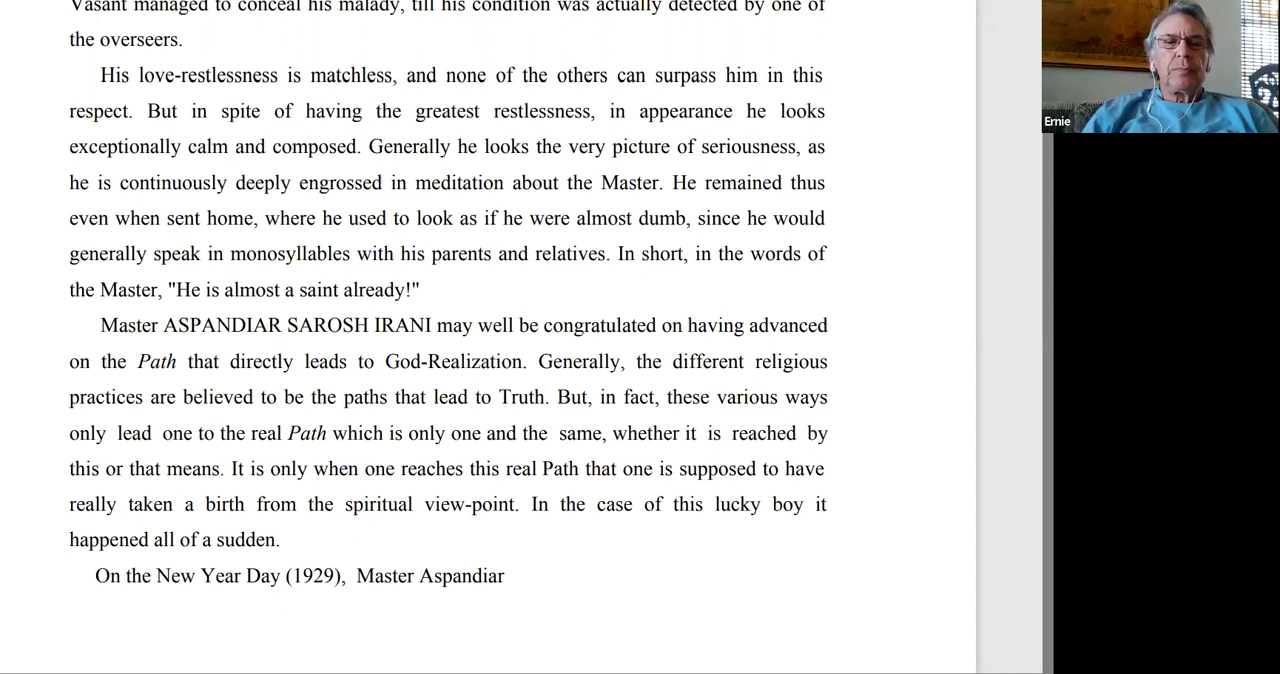 Vasant managed to conceal his malady, till his condition was actually detected by one of
the overseers.
His love-restlessness is matchless, and none of the others can surpass him in this
respect. But in spite of having the greatest restlessness, in appearance he looks
exceptionally calm and composed. Generally he looks the very picture of seriousness, as
he is continuously deeply engrossed in meditation about the Master. He remained thus
even when sent home, where he used to look as if he were almost dumb, since he would
generally speak in monosyllables with his parents and relatives. In short, in the words of
the Master, "He is almost a saint already!"
Master ASPANDIAR SAROSH IRANI may well be congratulated on having advanced
on the Path that directly leads to God-Realization. Generally, the different religious
practices are believed to be the paths that lead to Truth. But, in fact, these various ways
only lead one to the real Path which is only one and the same, whether it is reached by
this or that means. It is only when one reaches this real Path that one is supposed to have
really taken a birth from the spiritual view-point. In the case of this lucky boy it
happened all of a sudden.
On the New Year Day (1929), Master Aspandiar
Ernie